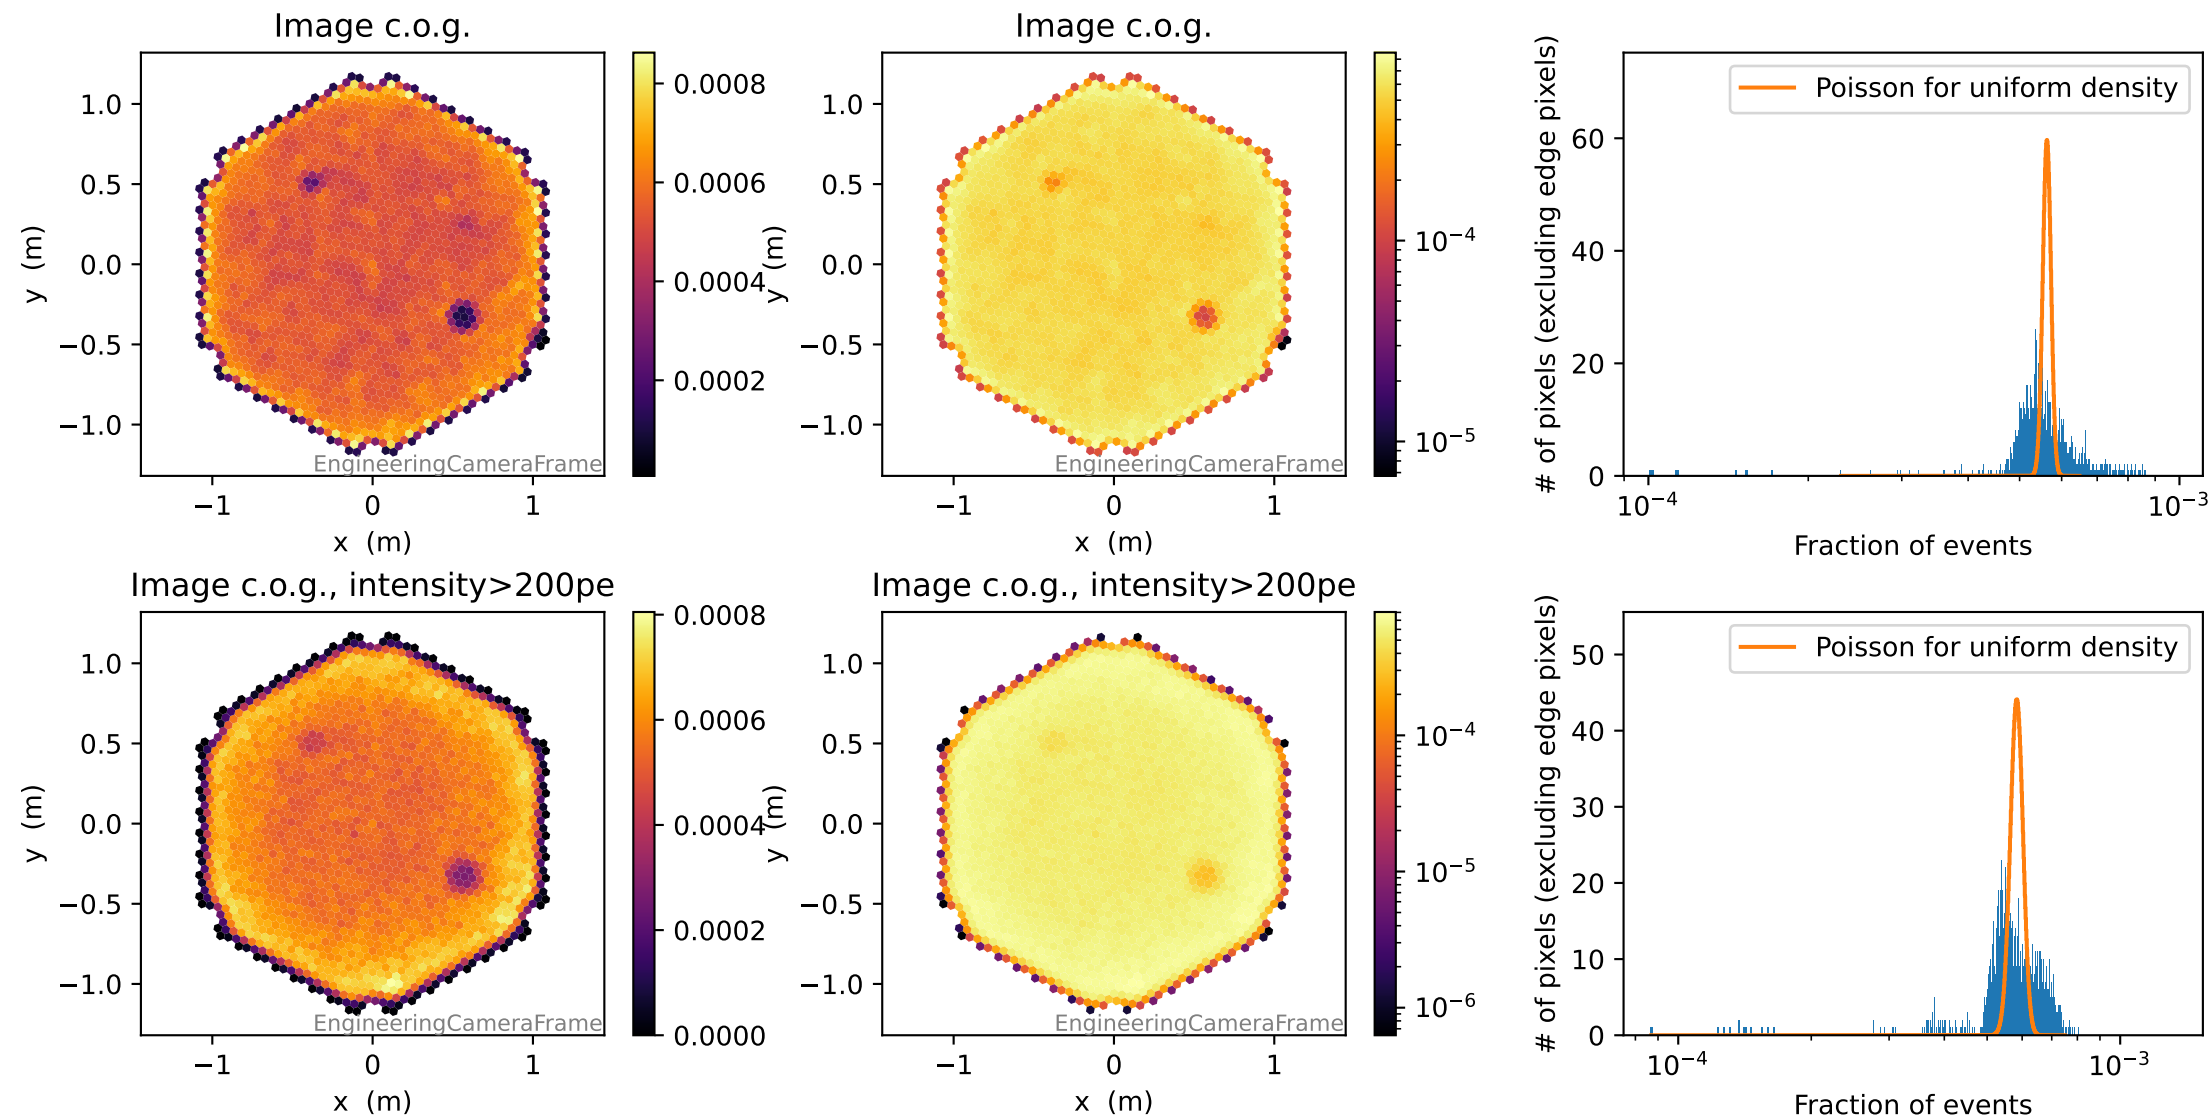 Image c.o.g.
y (m)
1.0
0.5
0.0
−0.5
−1.0
−1
0
1
x (m)
EngineeringCameraFrame
0.0008
0.0006
0.0004
0.0002
Image c.o.g.
y (m)
1.0
0.5
0.0
−0.5
−1.0
−1
0
1
x (m)
EngineeringCameraFrame
10⁻⁴
10⁻⁵
# of pixels (excluding edge pixels)
60
40
20
0
Poisson for uniform density
10⁻⁴
10⁻³
Fraction of events
Image c.o.g., intensity>200pe
y (m)
1.0
0.5
0.0
−0.5
−1.0
−1
0
1
x (m)
EngineeringCameraFrame
0.0008
0.0006
0.0004
0.0002
0.0000
Image c.o.g., intensity>200pe
y (m)
1.0
0.5
0.0
−0.5
−1.0
−1
0
1
x (m)
EngineeringCameraFrame
10⁻⁴
10⁻⁵
10⁻⁶
# of pixels (excluding edge pixels)
50
40
30
20
10
0
Poisson for uniform density
10⁻⁴
10⁻³
Fraction of events